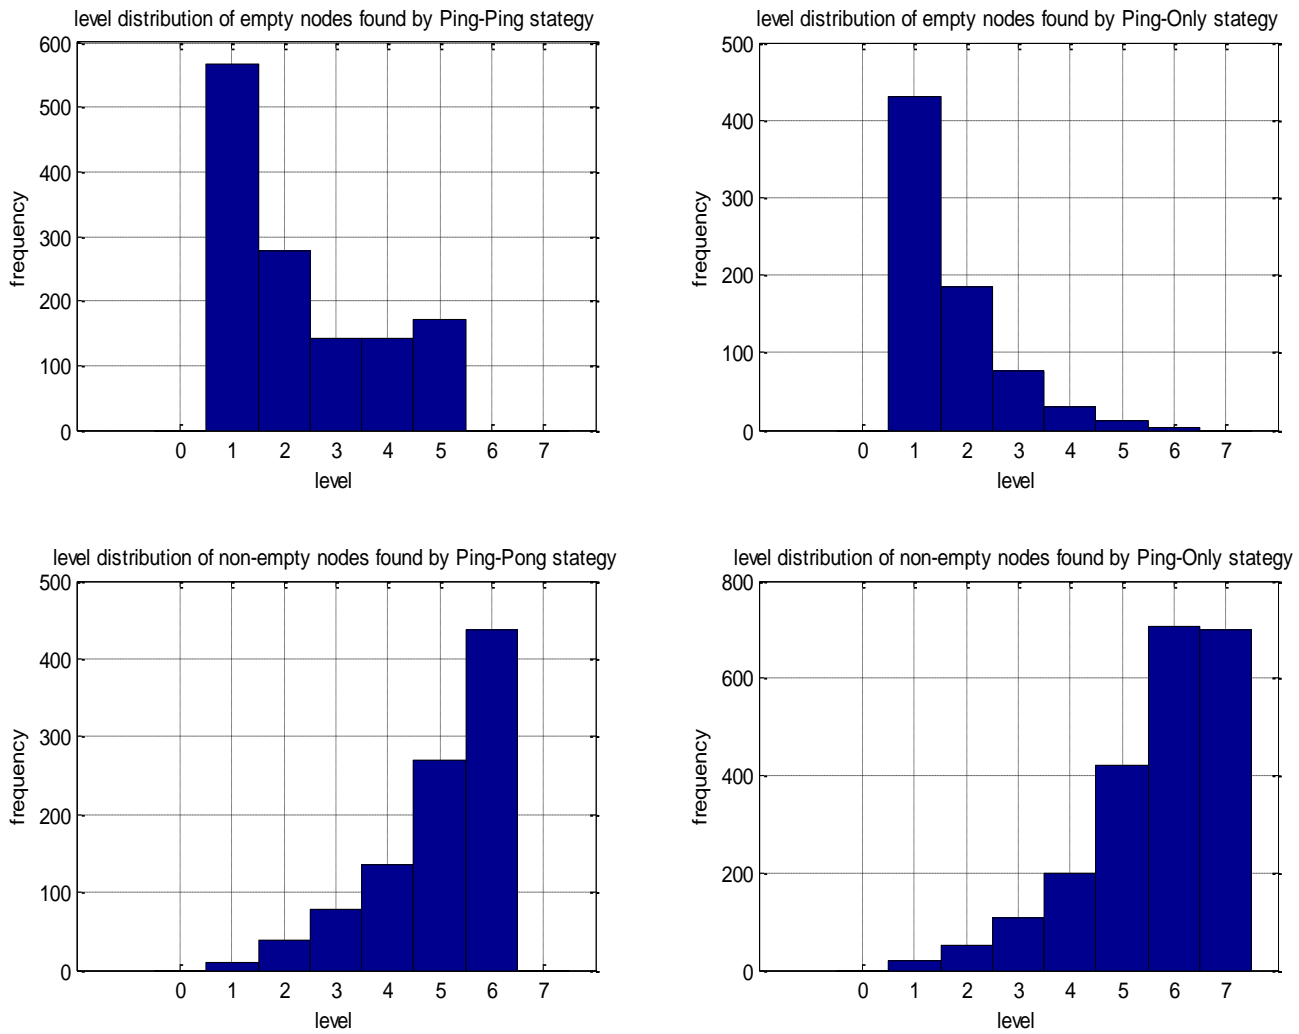 level distribution of empty nodes found by Ping-Ping stategy
600
500
400
300
200
100
0
frequency
0 1 2 3 4 5 6 7
level
level distribution of empty nodes found by Ping-Only stategy
500
400
300
200
100
0
frequency
0 1 2 3 4 5 6 7
level
level distribution of non-empty nodes found by Ping-Pong stategy
500
400
300
200
100
0
frequency
0 1 2 3 4 5 6 7
level
level distribution of non-empty nodes found by Ping-Only stategy
800
600
400
200
0
frequency
0 1 2 3 4 5 6 7
level